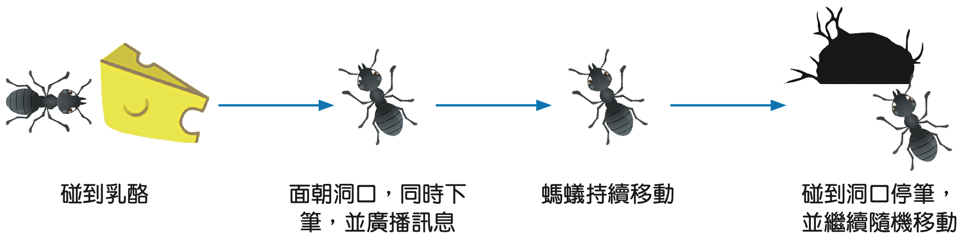 碰到乳酪
面朝洞口，同時下
筆，並廣播訊息
螞蟻持續移動
碰到洞口停筆，
並繼續隨機移動